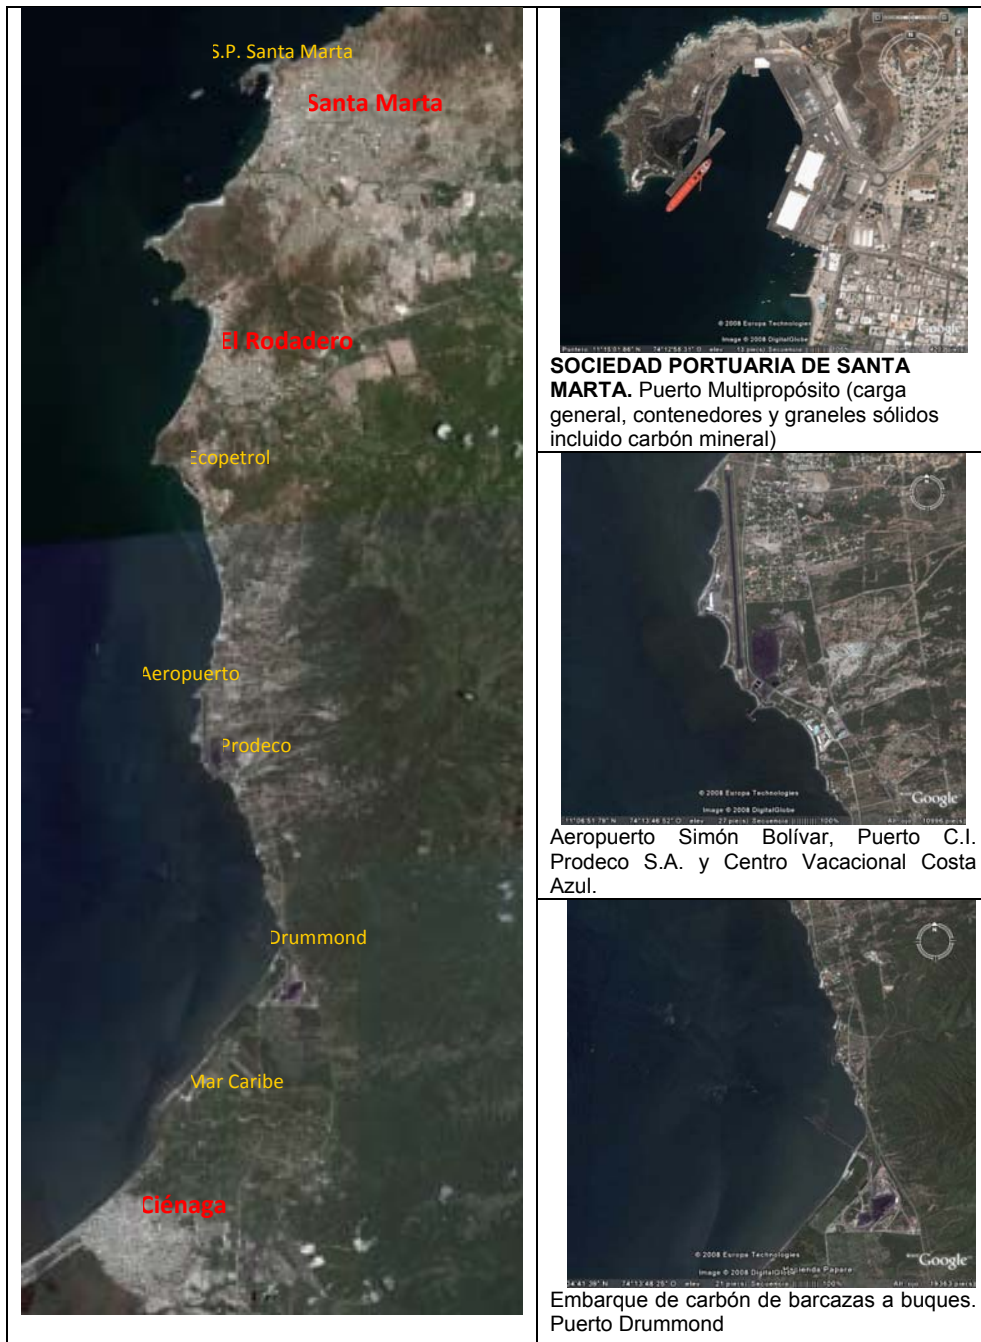 S.P. Santa Marta
Santa Marta
El Rodadero
Ecopetrol
Aeropuerto
Prodeco
Drummond
Mar Caribe
Ciénaga
© 2008 Europa Technologies
Image © 2008 DigitalGlobe
Google
SOCIEDAD PORTUARIA DE SANTA
MARTA. Puerto Multipropósito (carga
general, contenedores y graneles sólidos
incluido carbón mineral)
© 2008 Europa Technologies
Image © 2008 DigitalGlobe
Google
Aeropuerto Simón Bolívar, Puerto C.I.
Prodeco S.A. y Centro Vacacional Costa
Azul.
© 2008 Europa Technologies
Image © 2008
Hacienda Papare
Google
Embarque de carbón de barcazas a buques.
Puerto Drummond